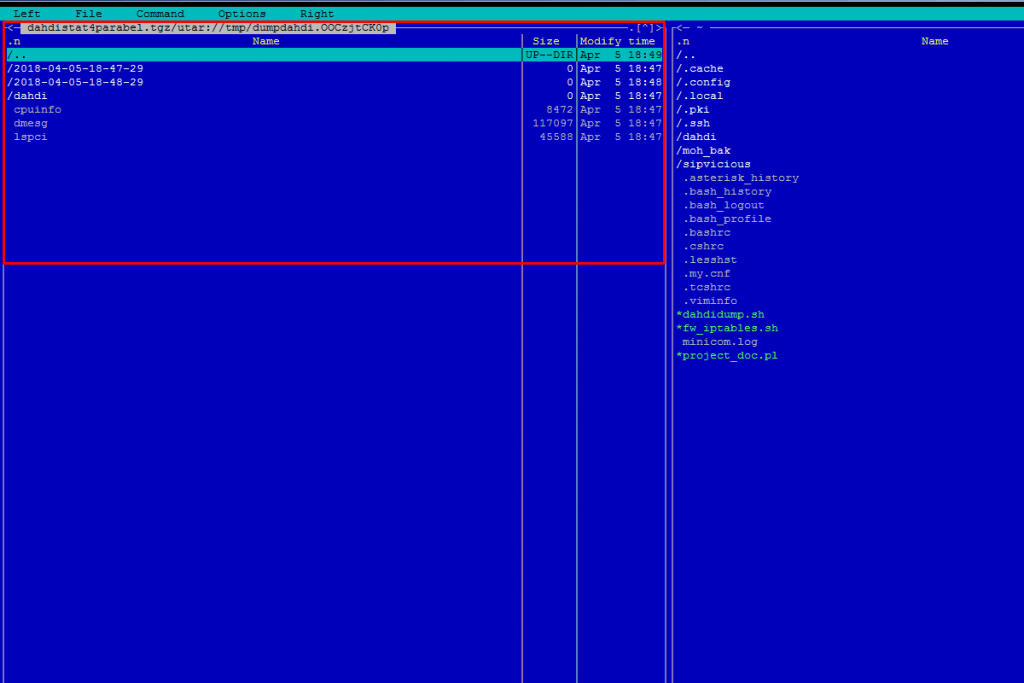 Left File Command Options Right
<- dahdistat4parabel.tgz/utar://tmp/dumpdahdi.OOCzjtCK0p .[^]>
.n Name Size Modify time
/.. UP--DIR Apr 5 18:49
/2018-04-05-18-47-29 0 Apr 5 18:47
/2018-04-05-18-48-29 0 Apr 5 18:48
/dahdi 0 Apr 5 18:47
cpuinfo 8472 Apr 5 18:47
dmesg 117097 Apr 5 18:47
lspci 45588 Apr 5 18:47
<- ~
.n Name
/..
/.cache
/.config
/.local
/.pki
/.ssh
/dahdi
/moh_bak
/sipvicious
.asterisk_history
.bash_history
.bash_logout
.bash_profile
.bashrc
.cshrc
.lesshst
.my.cnf
.tcshrc
.viminfo
*dahdidump.sh
*fw_iptables.sh
minicom.log
*project_doc.pl